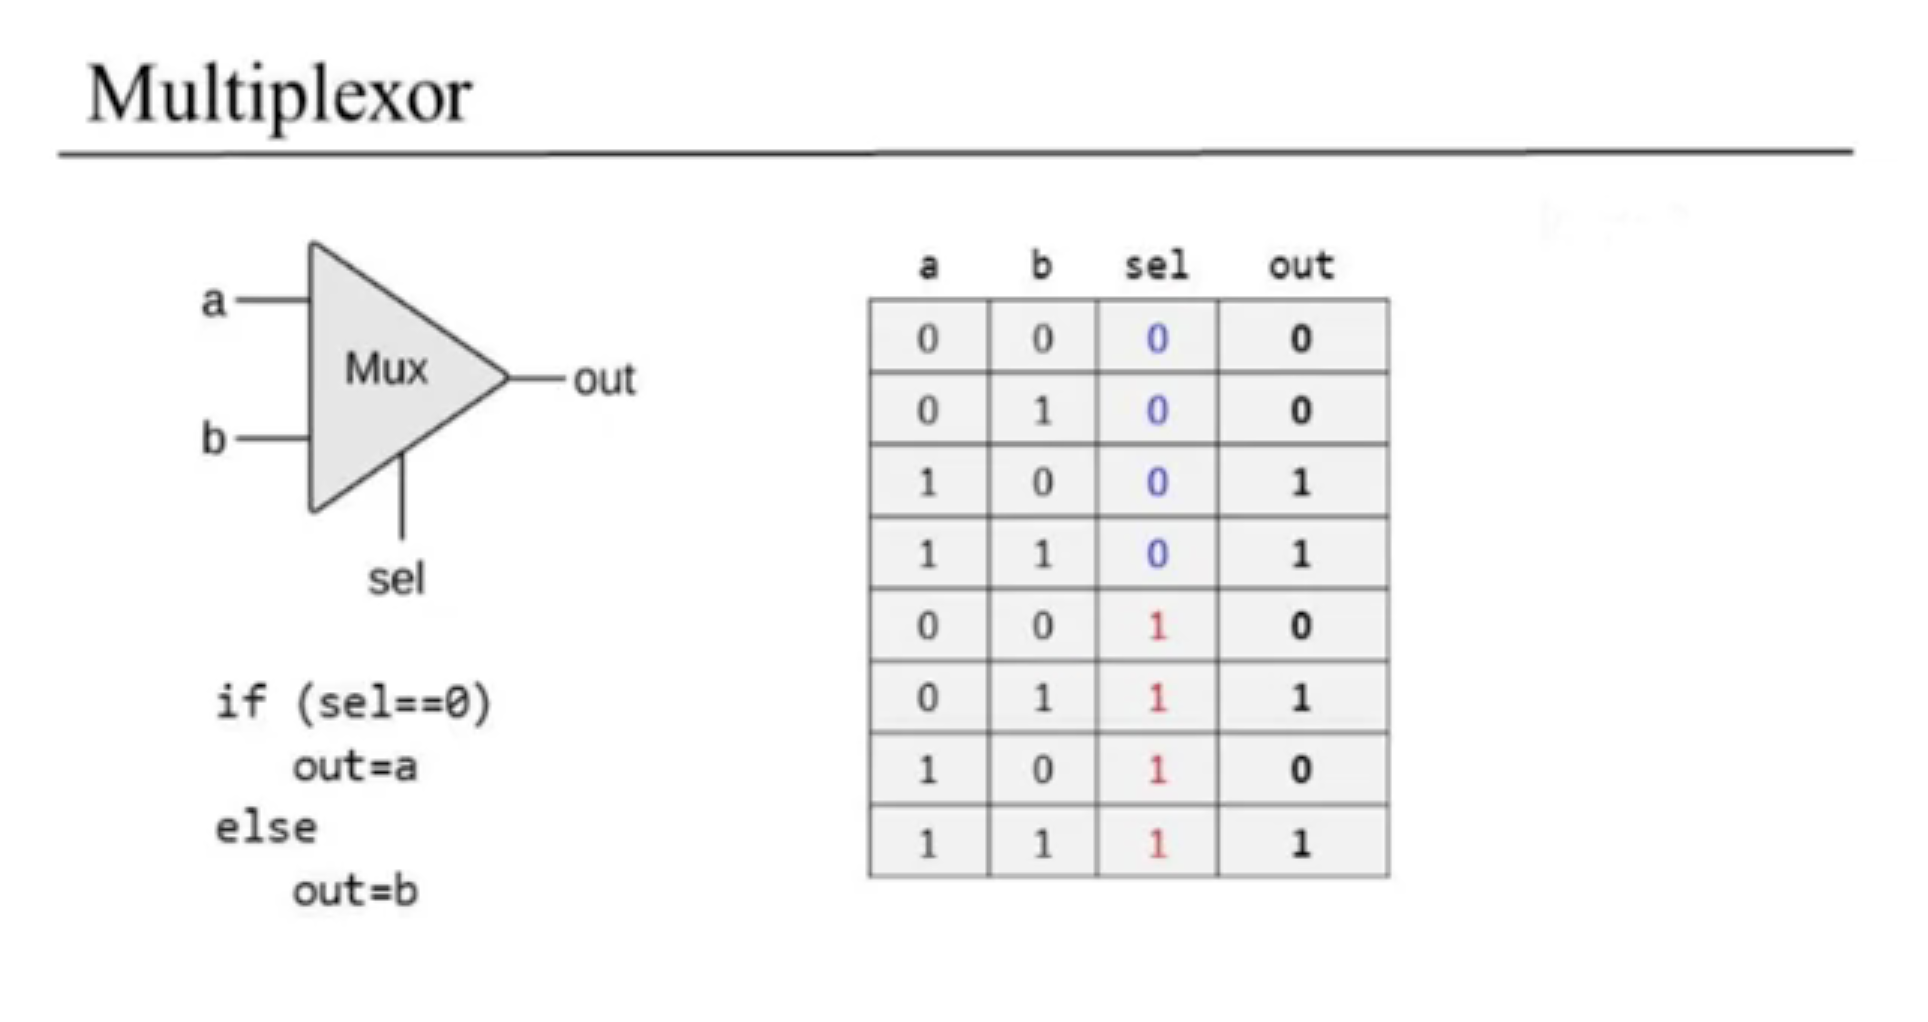 Multiplexor
a
Mux
out
b
sel
if (sel==0)
out=a
else
out=b
a b sel out
0 0 0 0
0 1 0 0
1 0 0 1
1 1 0 1
0 0 1 0
0 1 1 1
1 0 1 0
1 1 1 1